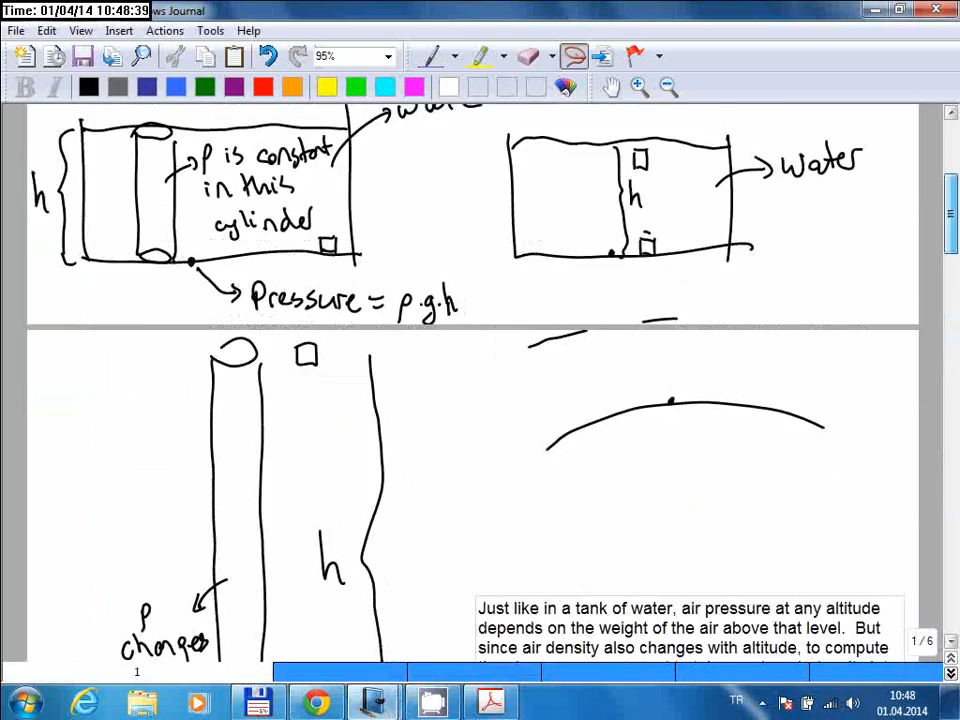 Time: 01/04/14 10:48:39
ws Journal
File Edit View Insert Actions Tools Help
95%
B I
ρ is constant
in this
cylinder
h
Pressure = ρ.g.h
h
Water
h
ρ
changes
Just like in a tank of water, air pressure at any altitude
depends on the weight of the air above that level. But
since air density also changes with altitude, to compute
1 / 6
1
TR
10:48
01.04.2014